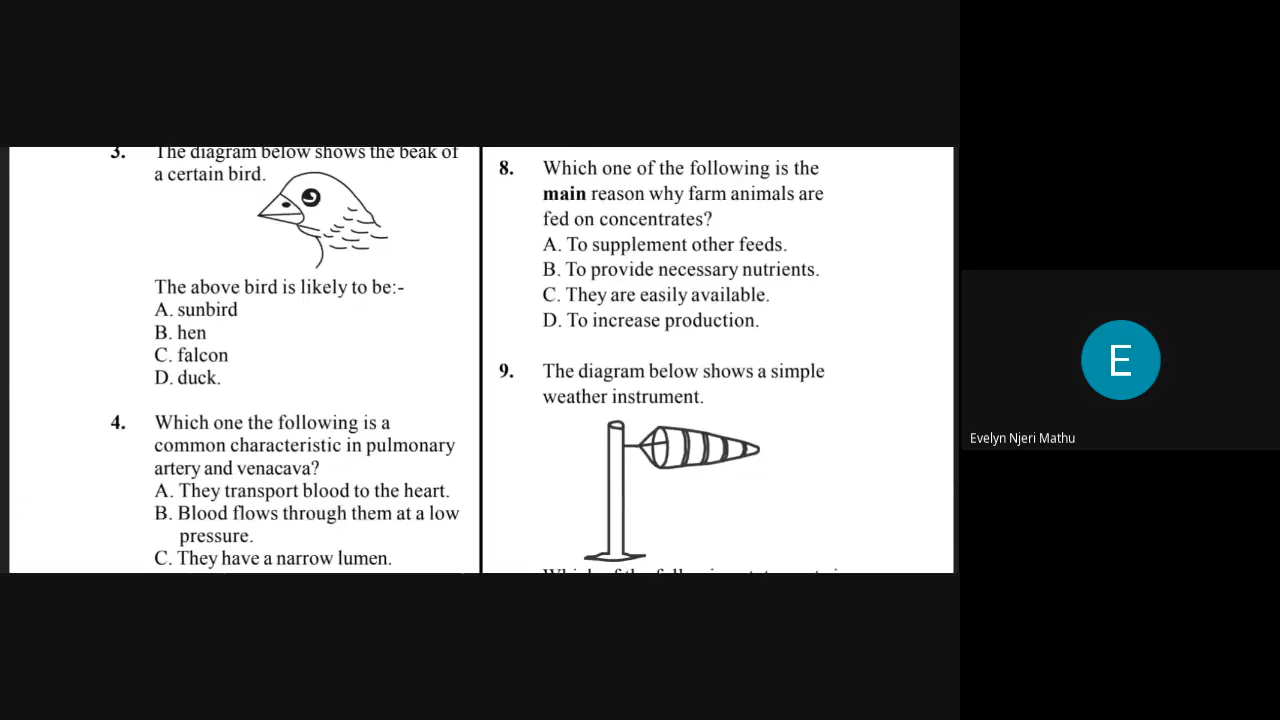 3. The diagram below shows the beak of
a certain bird.
The above bird is likely to be:-
A. sunbird
B. hen
C. falcon
D. duck.
4. Which one the following is a
common characteristic in pulmonary
artery and venacava?
A. They transport blood to the heart.
B. Blood flows through them at a low
pressure.
C. They have a narrow lumen.
8. Which one of the following is the
main reason why farm animals are
fed on concentrates?
A. To supplement other feeds.
B. To provide necessary nutrients.
C. They are easily available.
D. To increase production.
9. The diagram below shows a simple
weather instrument.
E
Evelyn Njeri Mathu